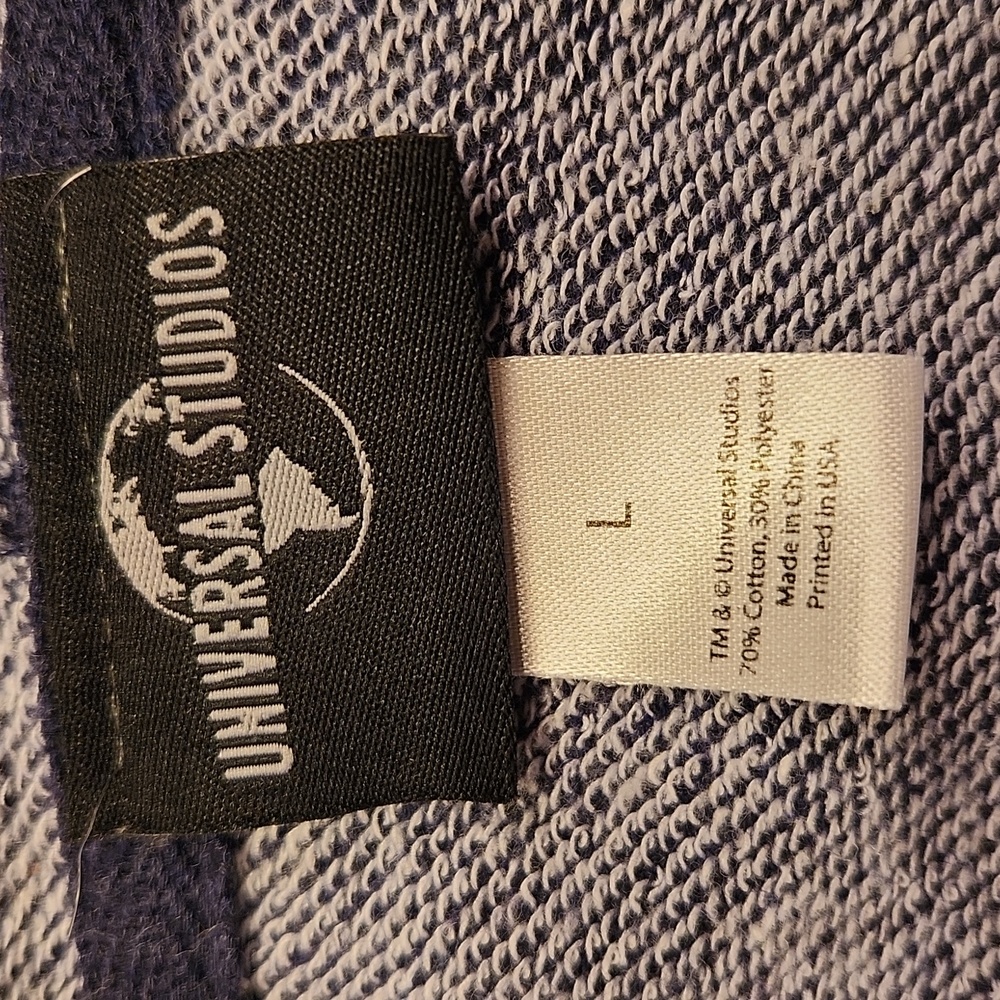 UNIVERSAL STUDIOS
L
TM & © Universal Studios
70% Cotton, 30% Polyester
Made in China
Printed in USA